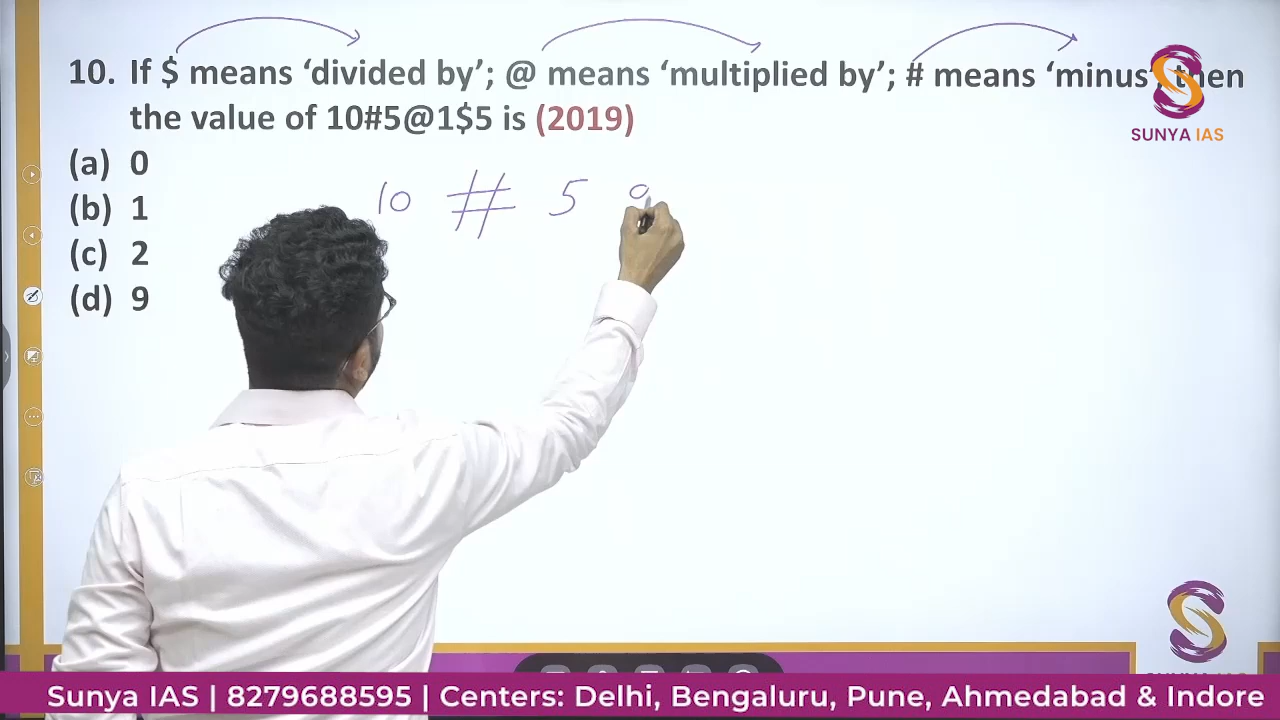 10. If $ means ‘divided by’; @ means ‘multiplied by’; # means ‘minus’, then
the value of 10#5@1$5 is (2019)
SUNYA IAS
(a) 0
(b) 1
(c) 2
(d) 9
10 # 5
Sunya IAS | 8279688595 | Centers: Delhi, Bengaluru, Pune, Ahmedabad & Indore